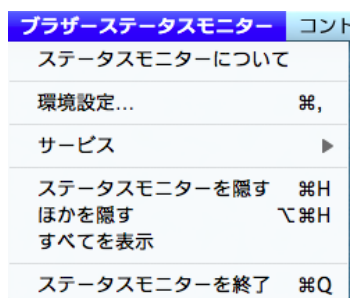 ブラザーステータスモニター コント
ステータスモニターについて
環境設定... ⌘,
サービス ▶
ステータスモニターを隠す ⌘H
ほかを隠す ⌥⌘H
すべてを表示
ステータスモニターを終了 ⌘Q